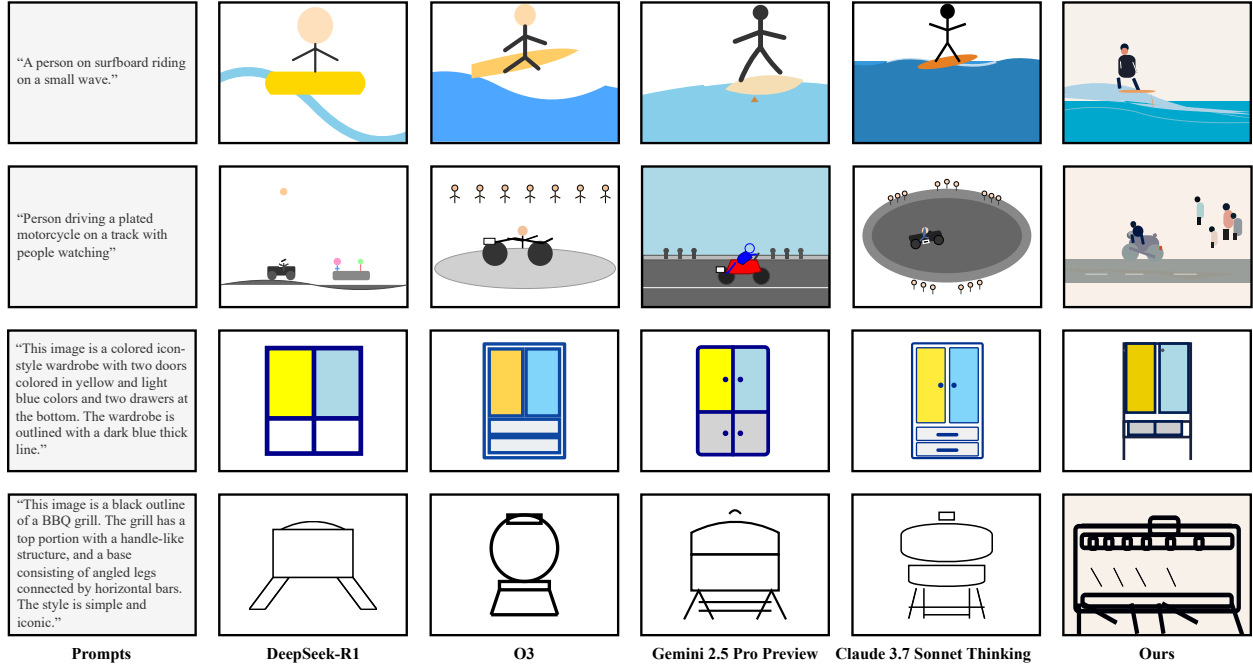 “A person on surfboard riding
on a small wave.”
“Person driving a plated
motorcycle on a track with
people watching”
“This image is a colored icon-
style wardrobe with two doors
colored in yellow and light
blue colors and two drawers at
the bottom. The wardrobe is
outlined with a dark blue thick
line.”
“This image is a black outline
of a BBQ grill. The grill has a
top portion with a handle-like
structure, and a base
consisting of angled legs
connected by horizontal bars.
The style is simple and
iconic.”
Prompts
DeepSeek-R1
O3
Gemini 2.5 Pro Preview
Claude 3.7 Sonnet Thinking
Ours